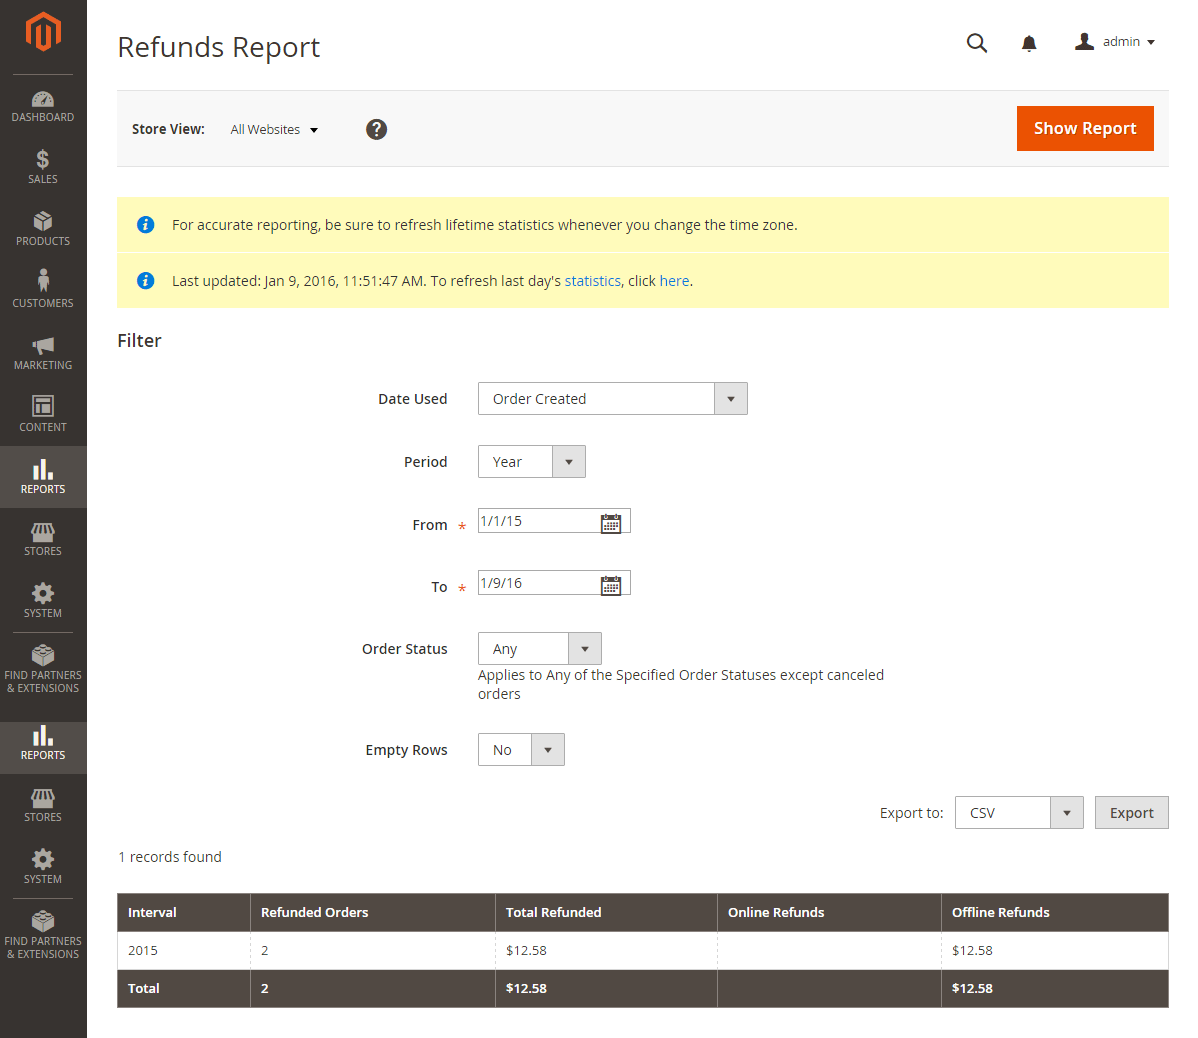 DASHBOARD
SALES
PRODUCTS
CUSTOMERS
MARKETING
CONTENT
REPORTS
STORES
SYSTEM
FIND PARTNERS
& EXTENSIONS
REPORTS
STORES
SYSTEM
FIND PARTNERS
& EXTENSIONS
Refunds Report
admin
Store View: All Websites ?
Show Report
For accurate reporting, be sure to refresh lifetime statistics whenever you change the time zone.
Last updated: Jan 9, 2016, 11:51:47 AM. To refresh last day's statistics, click here.
Filter
Date Used Order Created
Period Year
From * 1/1/15
To * 1/9/16
Order Status Any
Applies to Any of the Specified Order Statuses except canceled
orders
Empty Rows No
Export to: CSV Export
1 records found
Interval Refunded Orders Total Refunded Online Refunds Offline Refunds
2015 2 $12.58 $12.58
Total 2 $12.58 $12.58